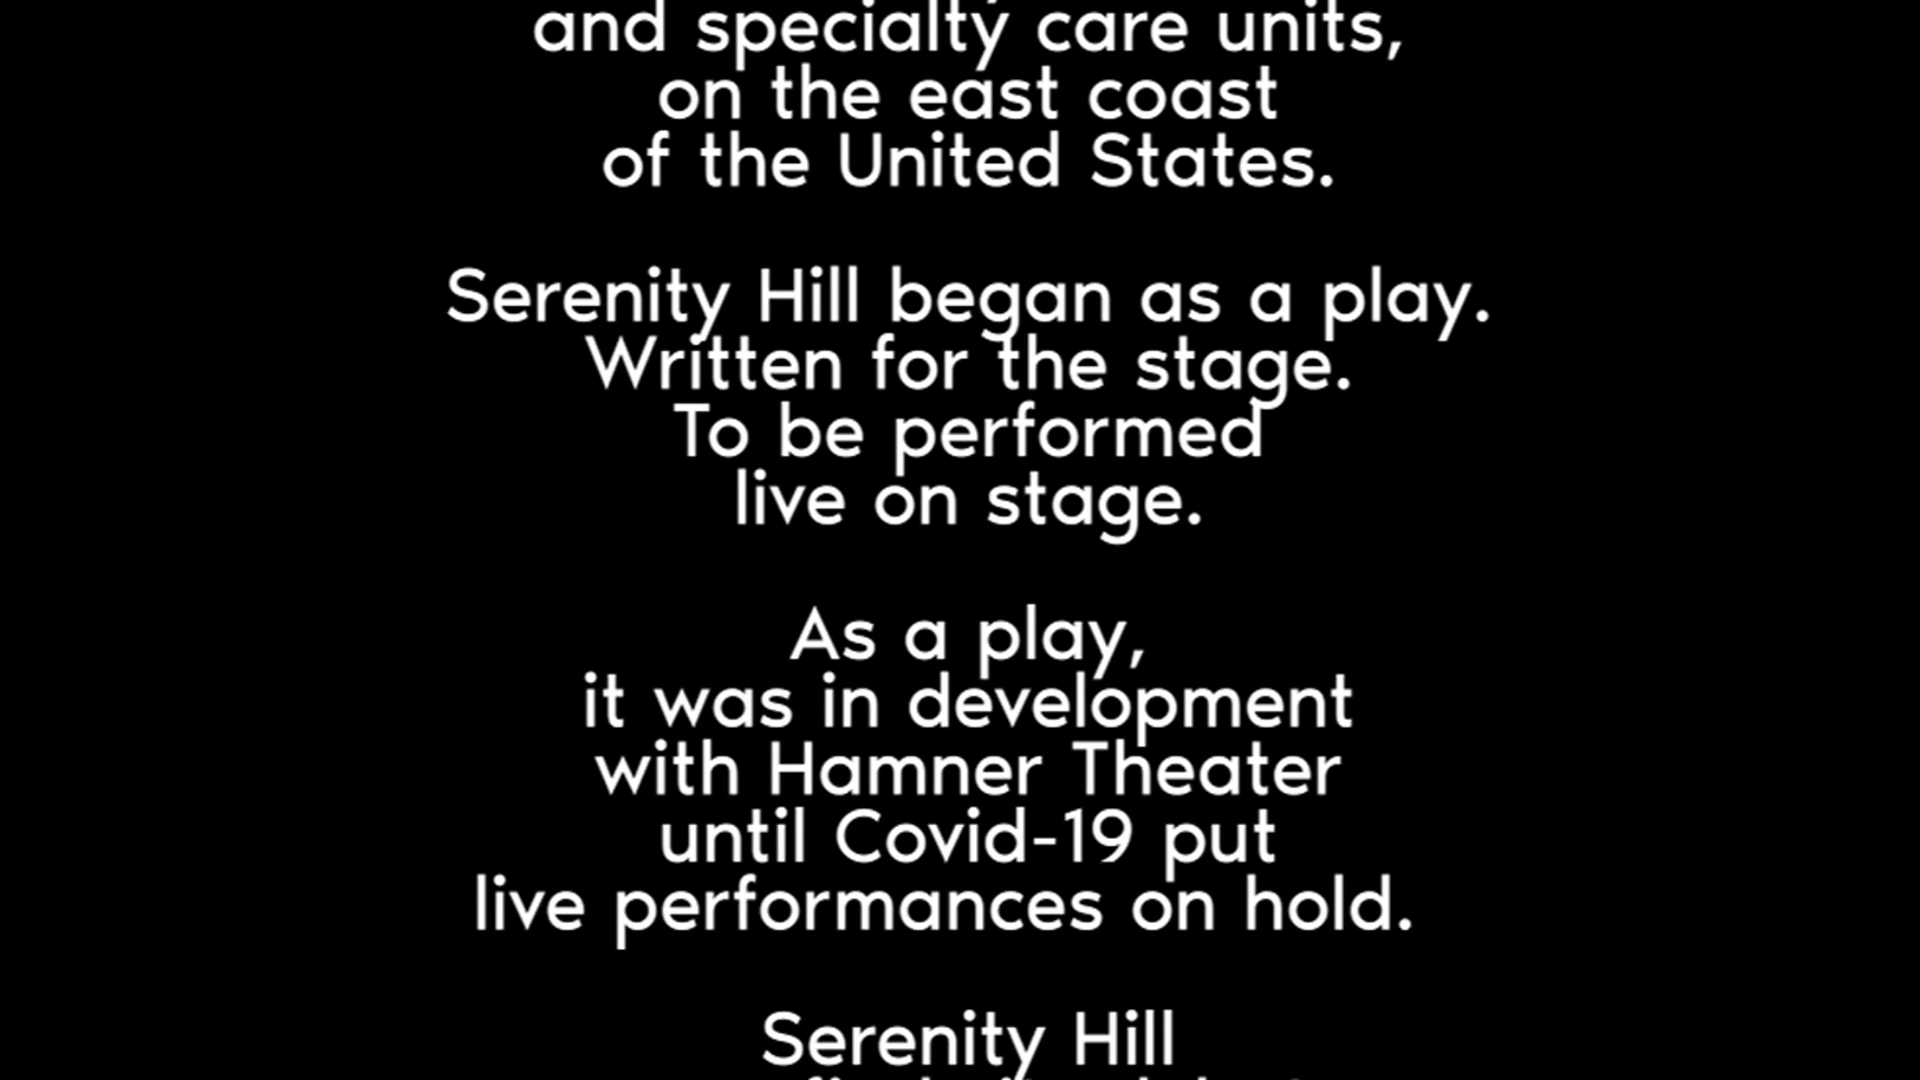 and specialty care units,
on the east coast
of the United States.
Serenity Hill began as a play.
Written for the stage.
To be performed
live on stage.
As a play,
it was in development
with Hamner Theater
until Covid-19 put
live performances on hold.
Serenity Hill